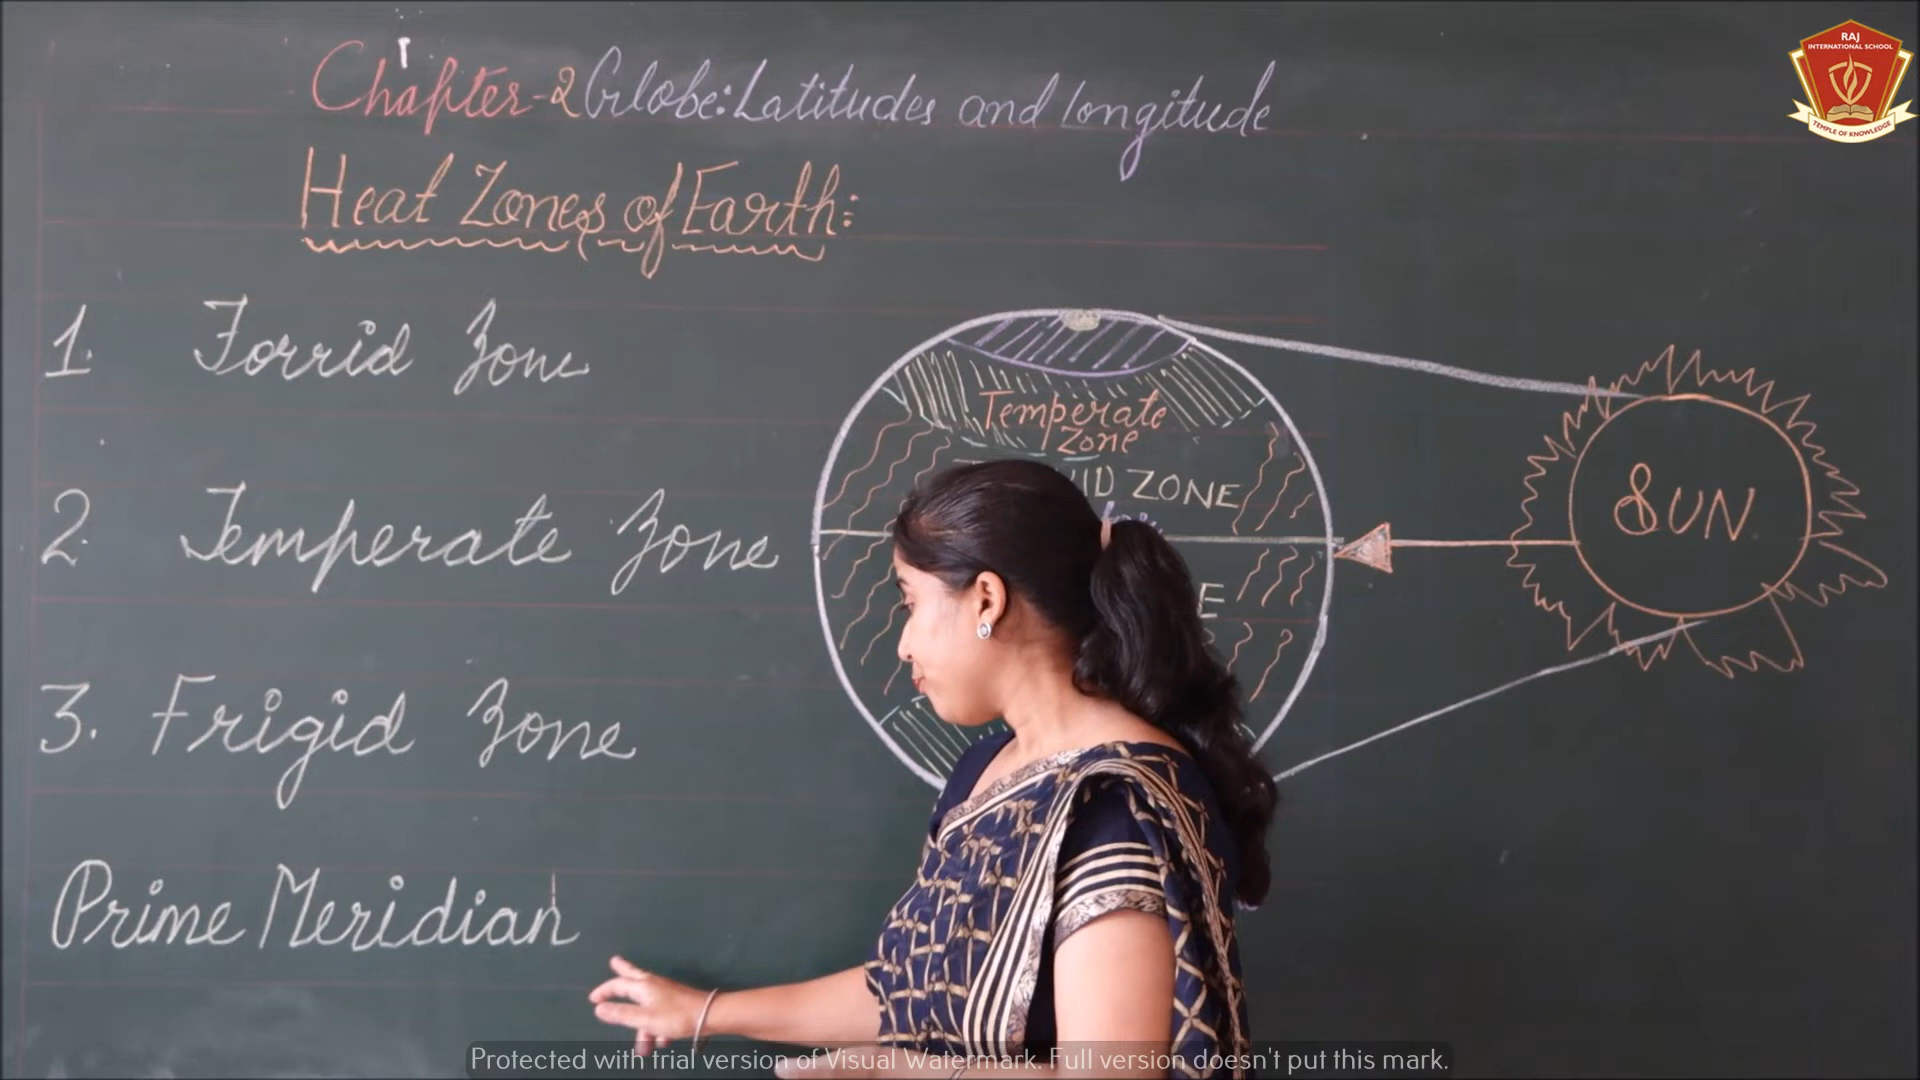 RAJ
INTERNATIONAL SCHOOL
TEMPLE OF KNOWLEDGE
Chapter-2 Globe: Latitudes and longitude
Heat Zones of Earth:
1. Torrid Zone
2. Temperate Zone
3. Frigid Zone
Prime Meridian
Temperate
Zone
ZONE
SUN
Protected with trial version of Visual Watermark. Full version doesn't put this mark.